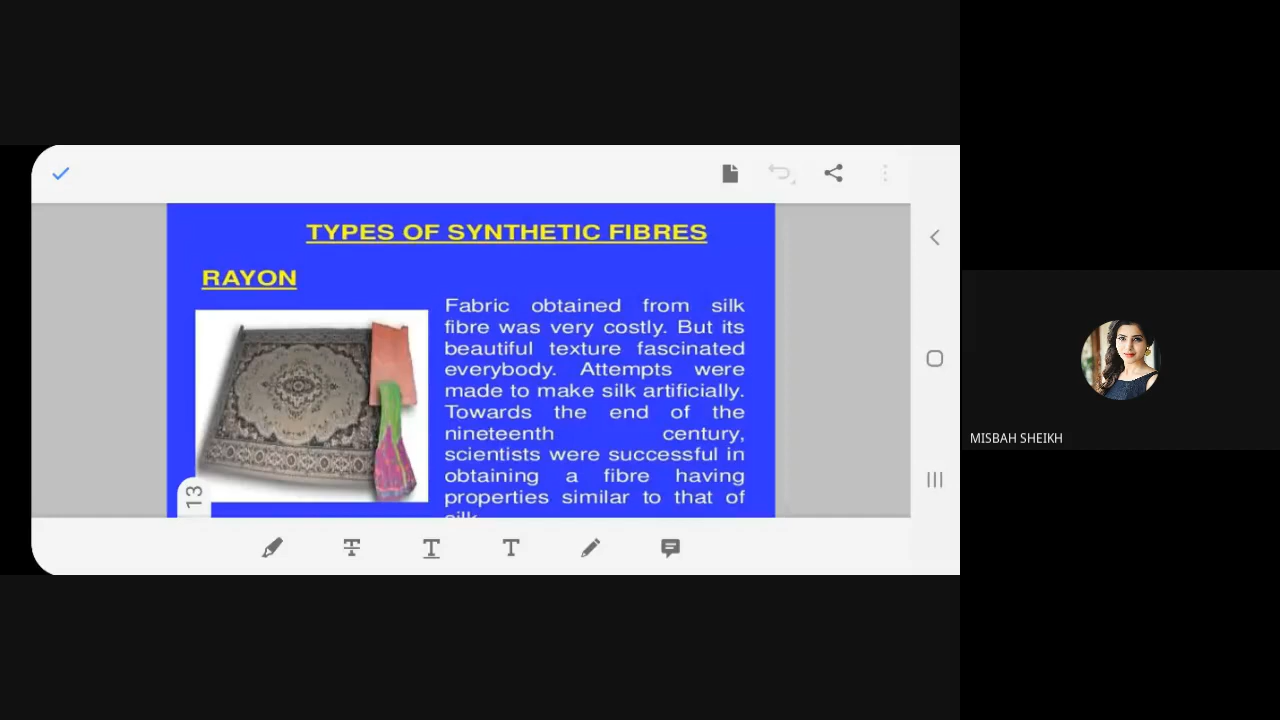 TYPES OF SYNTHETIC FIBRES
RAYON
Fabric obtained from silk
fibre was very costly. But its
beautiful texture fascinated
everybody. Attempts were
made to make silk artificially.
Towards the end of the
nineteenth century,
scientists were successful in
obtaining a fibre having
properties similar to that of
silk
13
MISBAH SHEIKH